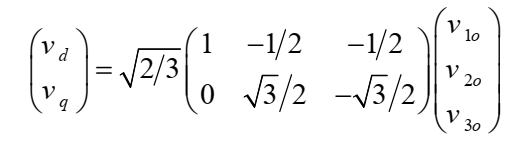 (v_d v_q) = √2/3 (1 −1/2 −1/2 0 √3/2 −√3/2) (v_1o v_2o v_3o)